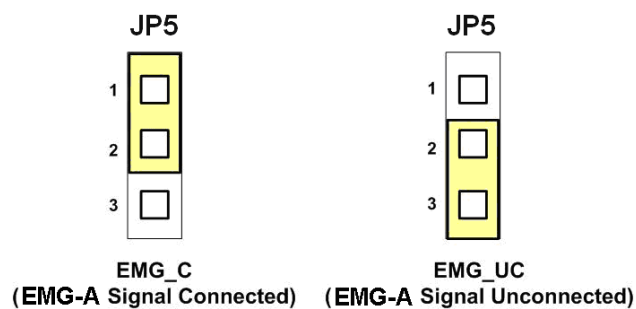 JP5 JP5
1 1
2 2
3 3
EMG_C EMG_UC
(EMG-A Signal Connected) (EMG-A Signal Unconnected)